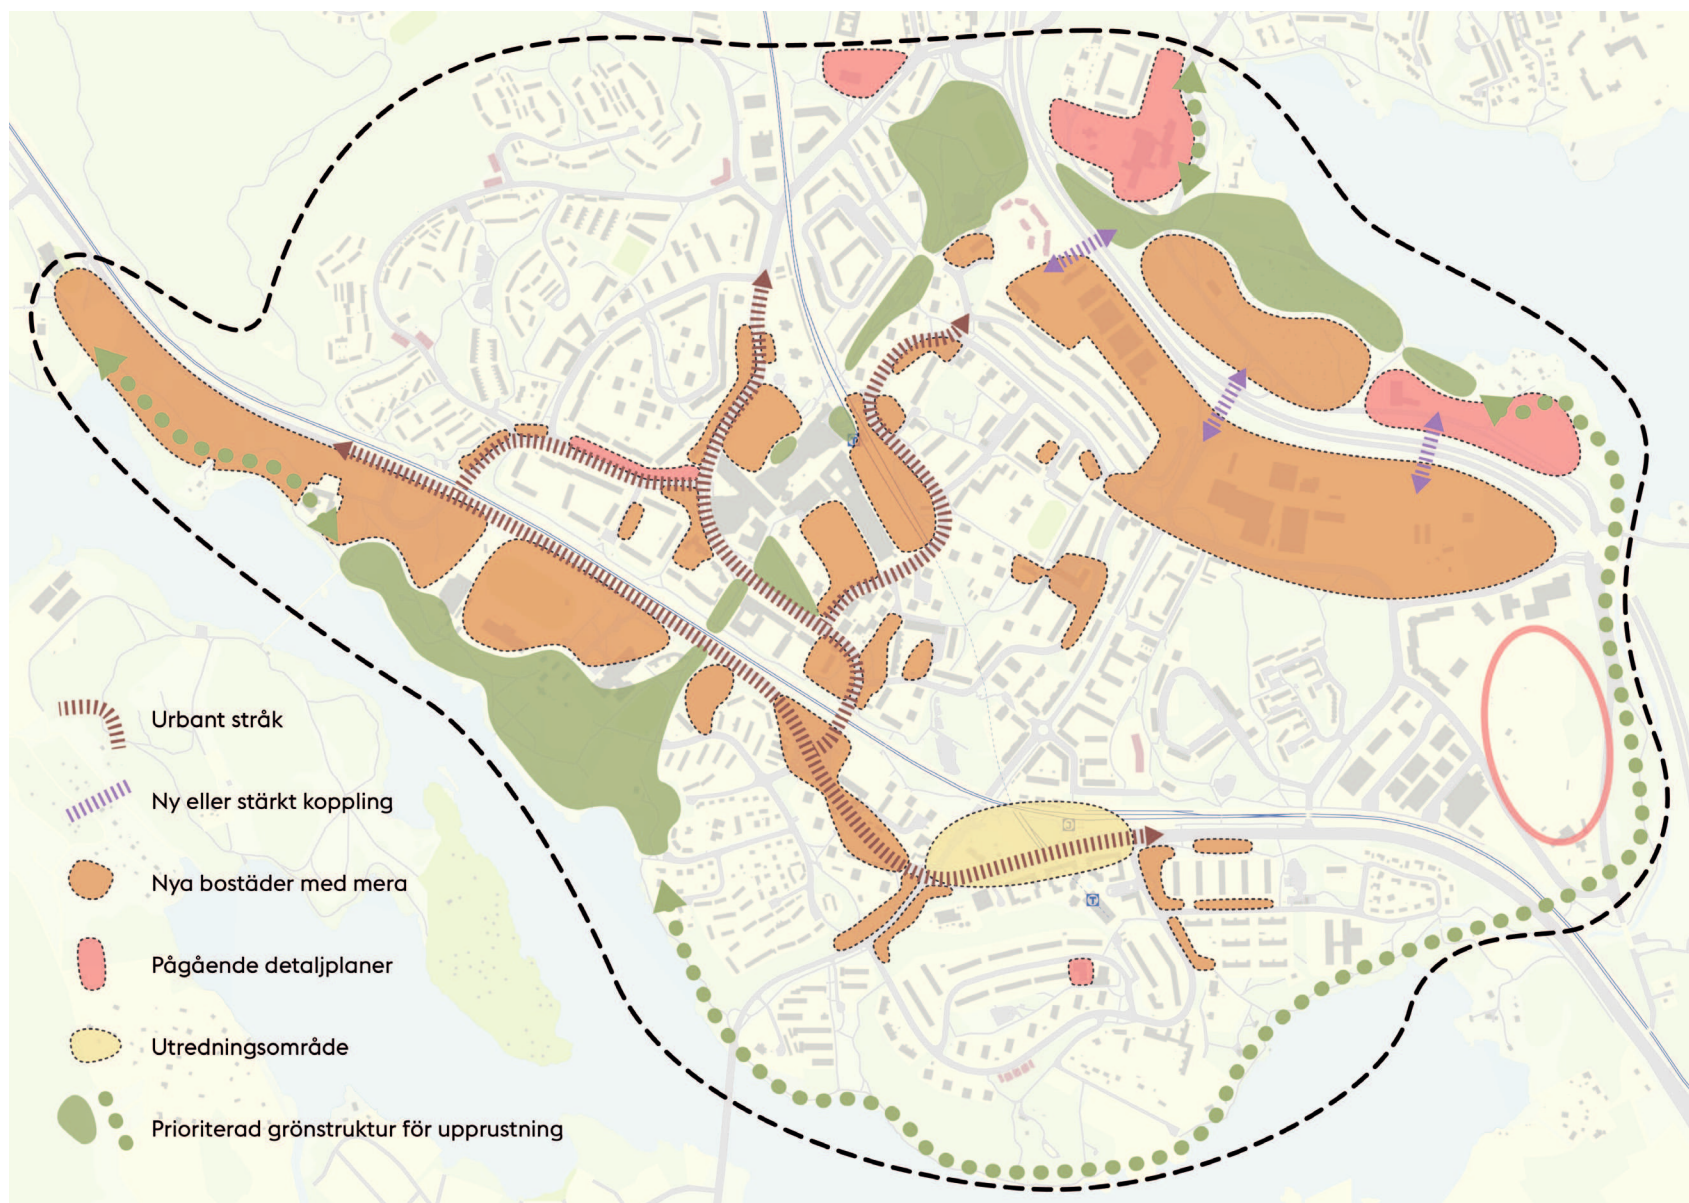 Urbant stråk
Ny eller stärkt koppling
Nya bostäder med mera
Pågående detaljplaner
Utredningsområde
Prioriterad grönstruktur för upprustning